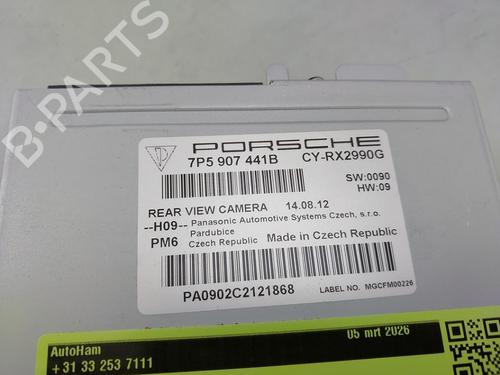 B-PARTS
PORSCHE
7P5 907 441B CY-RX2990G
SW:0090
HW:09
REAR VIEW CAMERA 14.08.12
--H09-- Panasonic Automotive Systems Czech, s.r.o.
Pardubice
PM6 Czech Republic Made in Czech Republic
PA0902C2121868 LABEL NO. MGCFM00226
AutoHam 05 mrt 2026
+31 33 253 7111